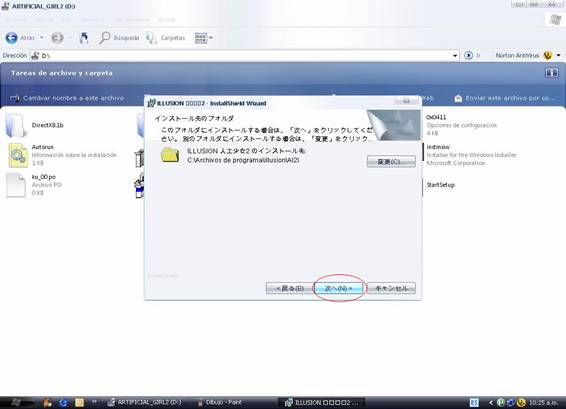 ARTIFICIAL_GIRL2 (D:)
Atrás
Búsqueda
Carpetas
Dirección
D:\
Ir
Norton AntiVirus
Tareas de archivo y carpeta
Cambiar nombre a este archivo
Web
Enviar este archivo por co...
DirectX8.1b
0x0411
Opciones de configuración
4 KB
Autorun
Información sobre la instalación
1 KB
instmsiw
Installer for the Windows Installer
Microsoft Corporation
ku_00.po
Archivo PO
0 KB
StartSetup
ILLUSION □□□□2 - InstallShield Wizard
インストール先のフォルダ
このフォルダにインストールする場合は、「次へ」をクリックしてくだ
さい。別のフォルダにインストールする場合は、「変更」をクリック...
ILLUSION 人工少女2 のインストール先:
C:\Archivos de programa\illusion\AI2\
変更(C)...
InstallShield
< 戻る(B)
次へ(N) >
キャンセル
ARTIFICIAL_GIRL2 (D:)
Dibujo - Paint
ILLUSION □□□□2 ...
10:25 a.m.